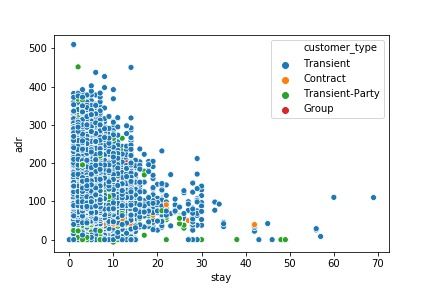 500
400
300
200
100
0
adr
0 10 20 30 40 50 60 70
stay
customer_type
Transient
Contract
Transient-Party
Group